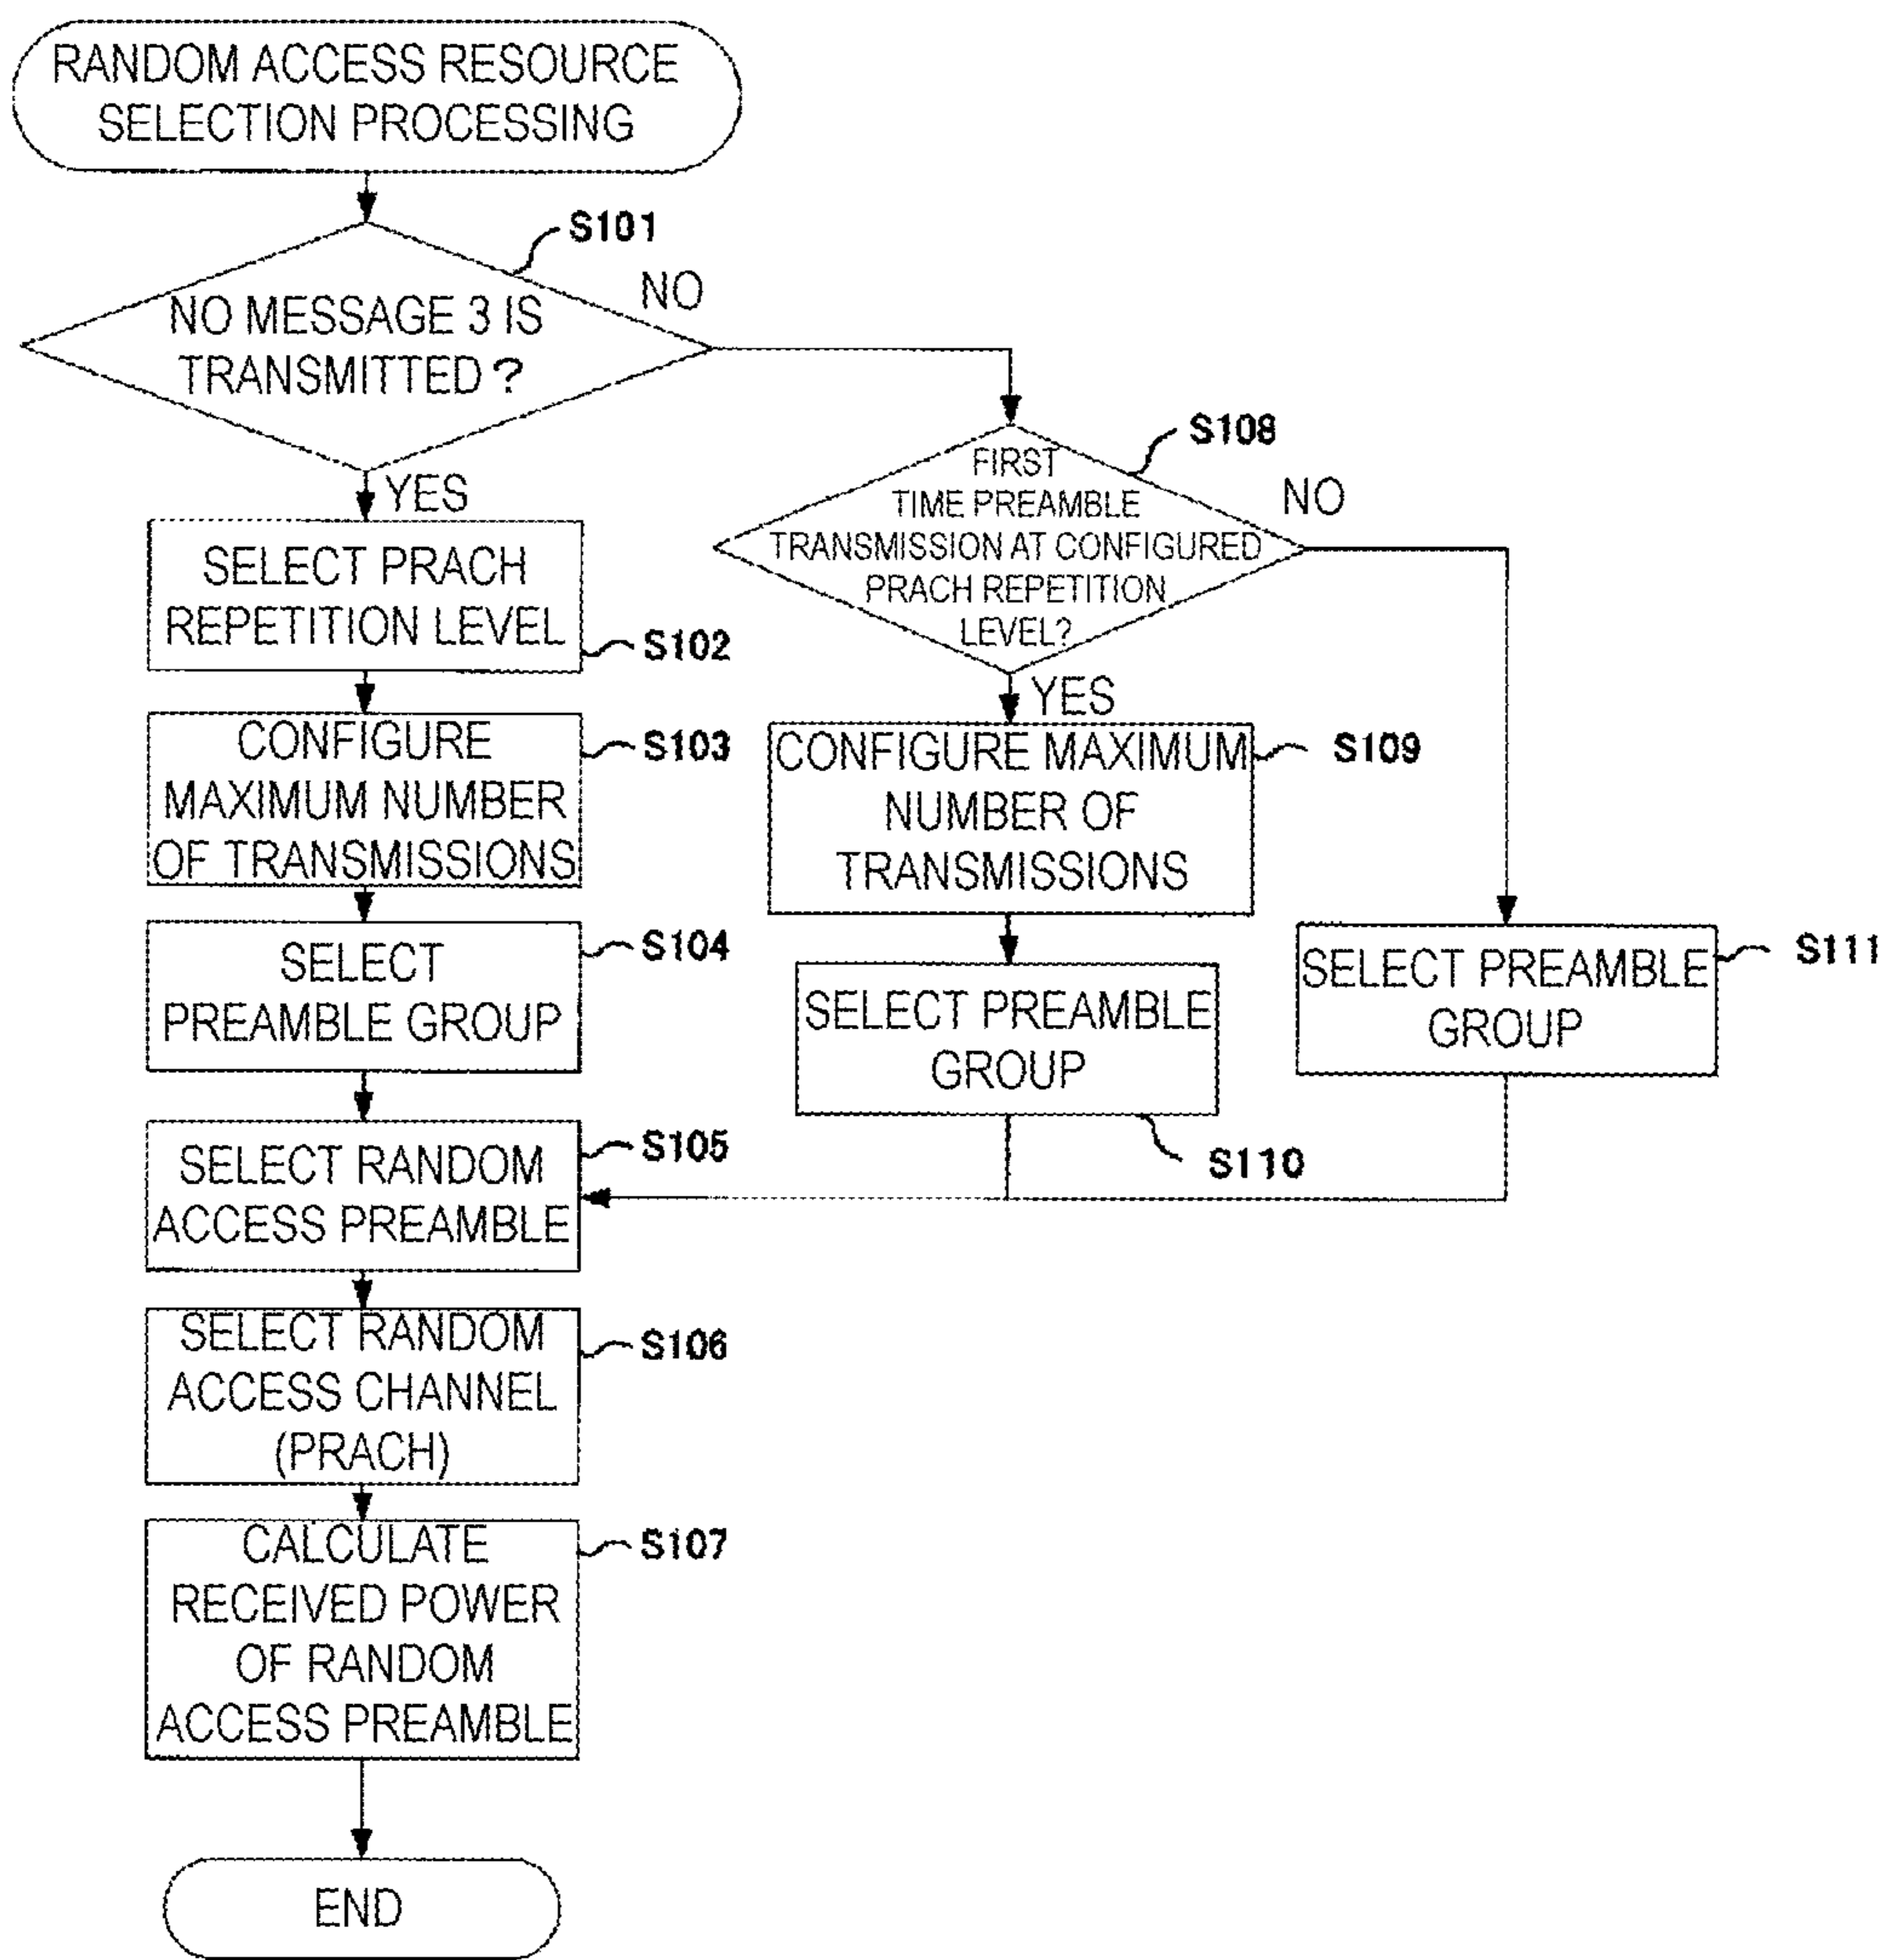 RANDOM ACCESS RESOURCE
SELECTION PROCESSING
S101
NO MESSAGE 3 IS
TRANSMITTED ?
NO
YES
SELECT PRACH
REPETITION LEVEL
S102
CONFIGURE
MAXIMUM NUMBER
OF TRANSMISSIONS
S103
SELECT
PREAMBLE GROUP
S104
SELECT RANDOM
ACCESS PREAMBLE
S105
SELECT RANDOM
ACCESS CHANNEL
(PRACH)
S106
CALCULATE
RECEIVED POWER
OF RANDOM
ACCESS PREAMBLE
S107
END
S108
FIRST
TIME PREAMBLE
TRANSMISSION AT CONFIGURED
PRACH REPETITION
LEVEL?
NO
YES
CONFIGURE MAXIMUM
NUMBER OF
TRANSMISSIONS
S109
SELECT PREAMBLE
GROUP
S110
SELECT PREAMBLE
GROUP
S111